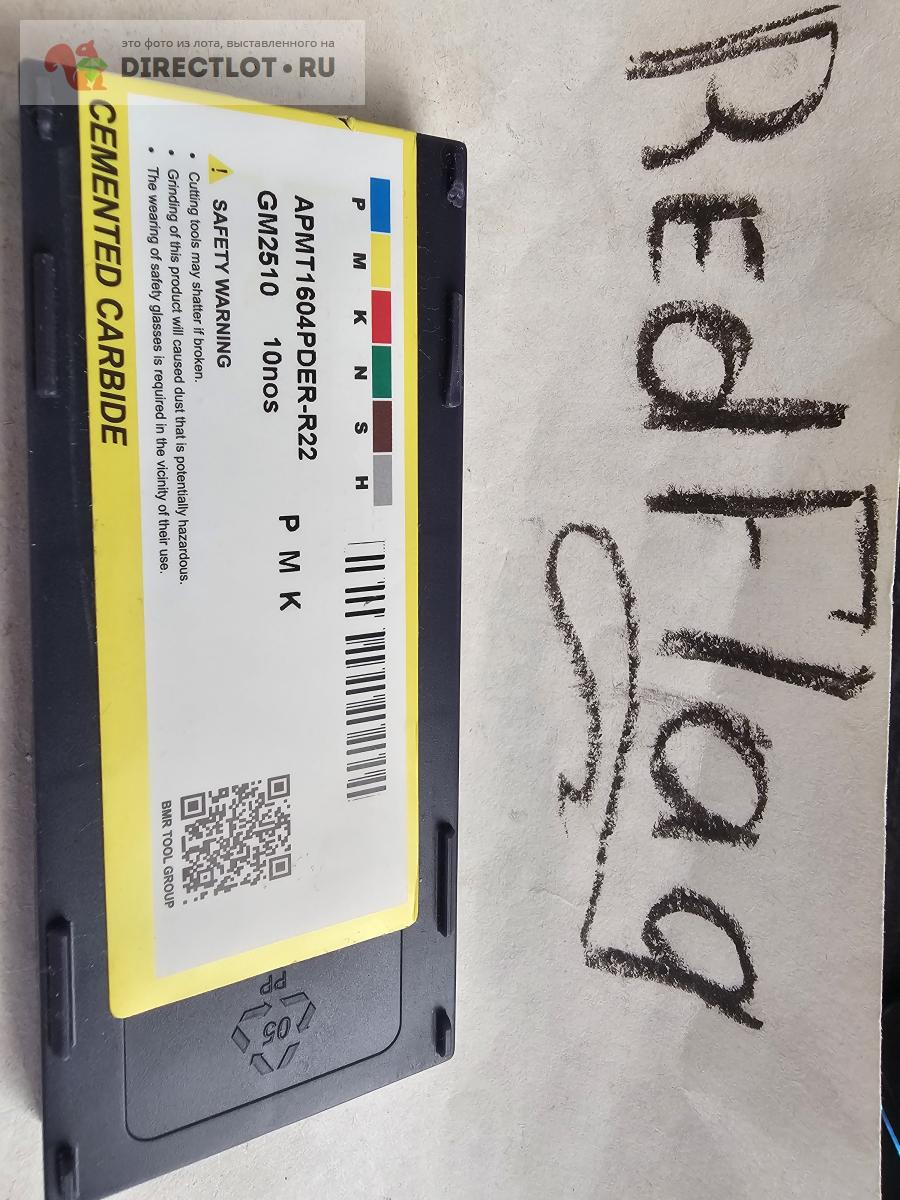 это фото из лота, выставленного на
DIRECTLOT•RU
RedFlag
P M K N S H
APMT1604PDER-R22
GM2510 10nos P M K
SAFETY WARNING
• Cutting tools may shatter if broken.
• Grinding of this product will caused dust that is potentially hazardous.
• The wearing of safety glasses is required in the vicinity of their use.
BMR TOOL GROUP
CEMENTED CARBIDE
05
PP